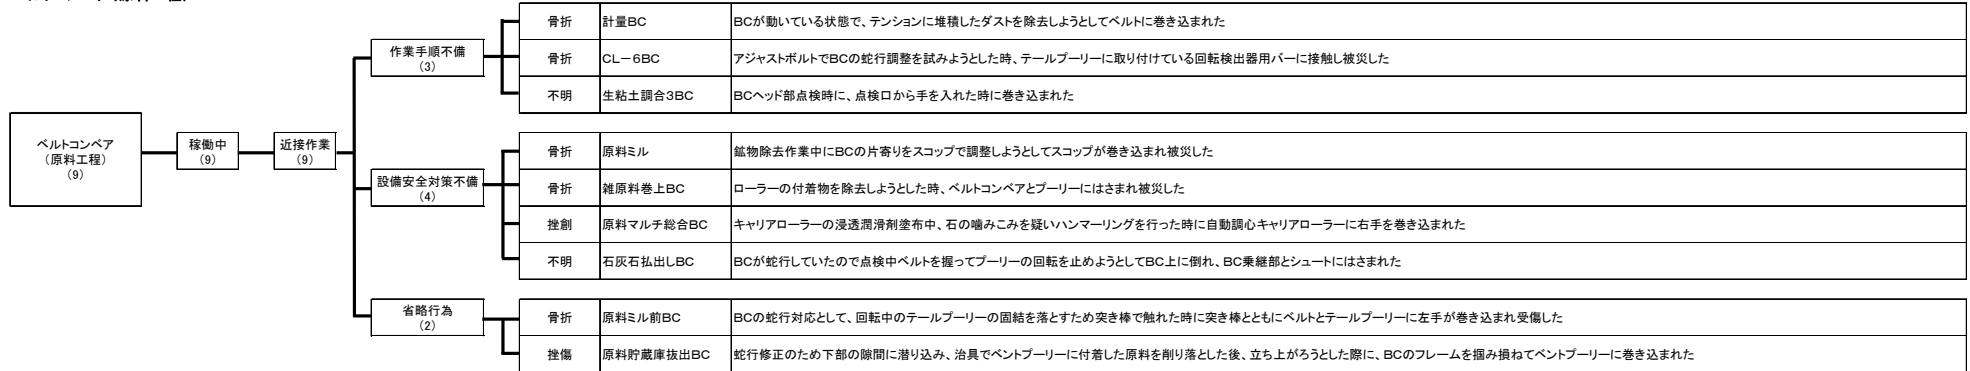 ベルトコンベア
（原料工程）
（9）
稼働中
（9）
近接作業
（9）
作業手順不備
（3）
骨折 計量BC BCが動いている状態で、テンションに堆積したダストを除去しようとしてベルトに巻き込まれた
骨折 CL－6BC アジャストボルトでBCの蛇行調整を試みようとした時、テールプーリーに取り付けている回転検出器用バーに接触し被災した
不明 生粘土調合3BC BCヘッド部点検時に、点検口から手を入れた時に巻き込まれた
設備安全対策不備
（4）
骨折 原料ミル 鉱物除去作業中にBCの片寄りをスコップで調整しようとしてスコップが巻き込まれ被災した
骨折 雑原料巻上BC ローラーの付着物を除去しようとした時、ベルトコンベアとプーリーにはさまれ被災した
挫創 原料マルチ総合BC キャリアローラーの浸透潤滑剤塗布中、石の噛みこみを疑いハンマーリングを行った時に自動調心キャリアローラーに右手を巻き込まれた
不明 石灰石払出しBC BCが蛇行していたので点検中ベルトを握ってプーリーの回転を止めようとしてBC上に倒れ、BC乗継部とシュートにはさまれた
省略行為
（2）
骨折 原料ミル前BC BCの蛇行対応として、回転中のテールプーリーの固結を落とすため突き棒で触れた時に突き棒とともにベルトとテールプーリーに左手が巻き込まれ受傷した
挫傷 原料貯蔵庫抜出BC 蛇行修正のため下部の隙間に潜り込み、治具でベントプーリーに付着した原料を削り落とした後、立ち上がろうとした際に、BCのフレームを掴み損ねてベントプーリーに巻き込まれた